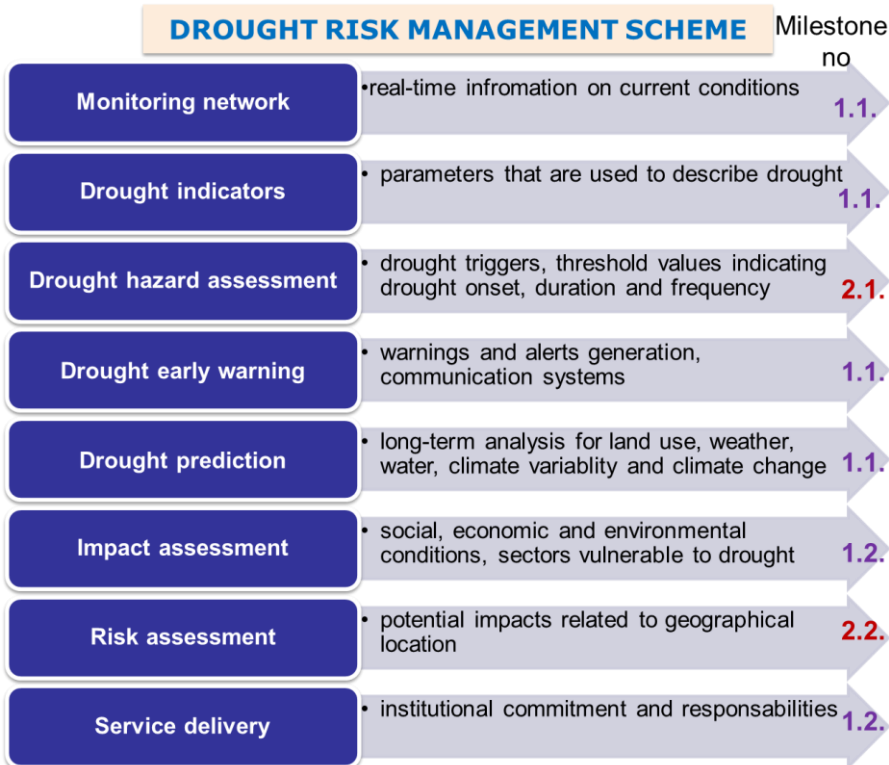 DROUGHT RISK MANAGEMENT SCHEME
Milestone
no
Monitoring network
•real-time infromation on current conditions
1.1.
Drought indicators
• parameters that are used to describe drought
1.1.
Drought hazard assessment
• drought triggers, threshold values indicating
drought onset, duration and frequency
2.1.
Drought early warning
• warnings and alerts generation,
communication systems
1.1.
Drought prediction
• long-term analysis for land use, weather,
water, climate variablity and climate change
1.1.
Impact assessment
• social, economic and environmental
conditions, sectors vulnerable to drought
1.2.
Risk assessment
• potential impacts related to geographical
location
2.2.
Service delivery
• institutional commitment and responsabilities
1.2.